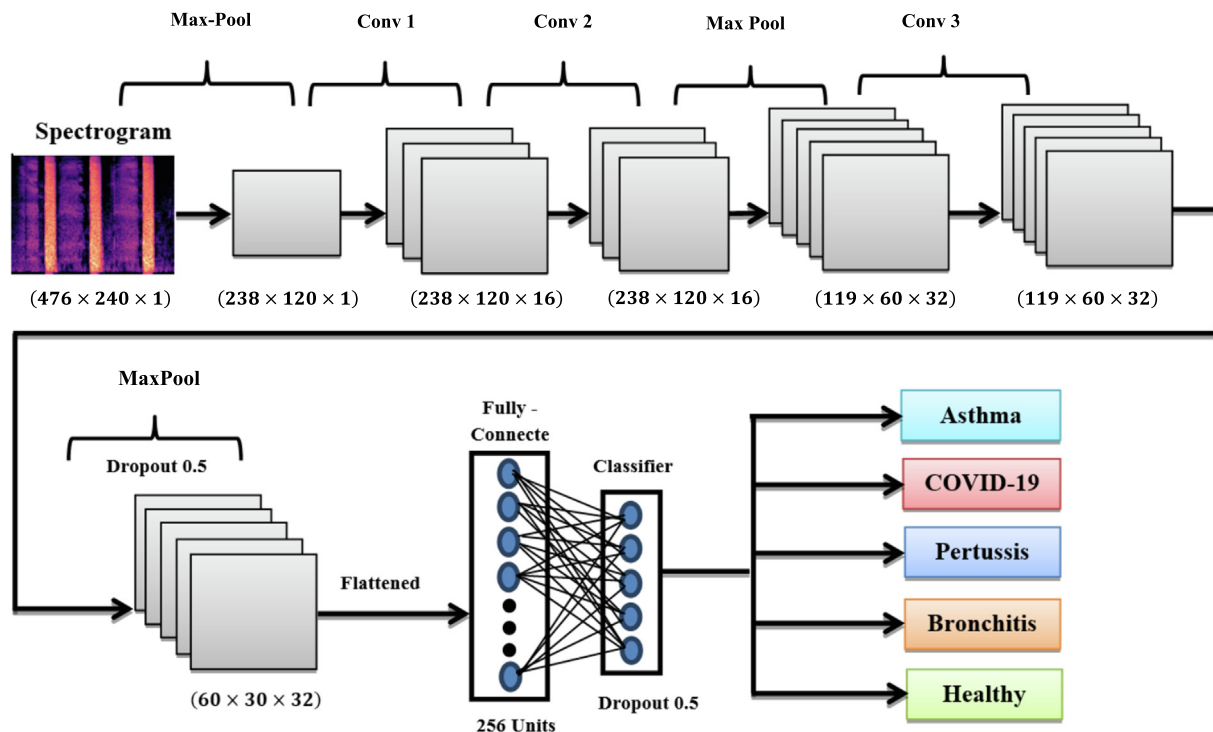 Max-Pool
Conv 1
Conv 2
Max Pool
Conv 3
Spectrogram
(476 × 240 × 1)
(238 × 120 × 1)
(238 × 120 × 16)
(238 × 120 × 16)
(119 × 60 × 32)
(119 × 60 × 32)
MaxPool
Dropout 0.5
(60 × 30 × 32)
Flattened
Fully -
Connecte
256 Units
Classifier
Dropout 0.5
Asthma
COVID-19
Pertussis
Bronchitis
Healthy